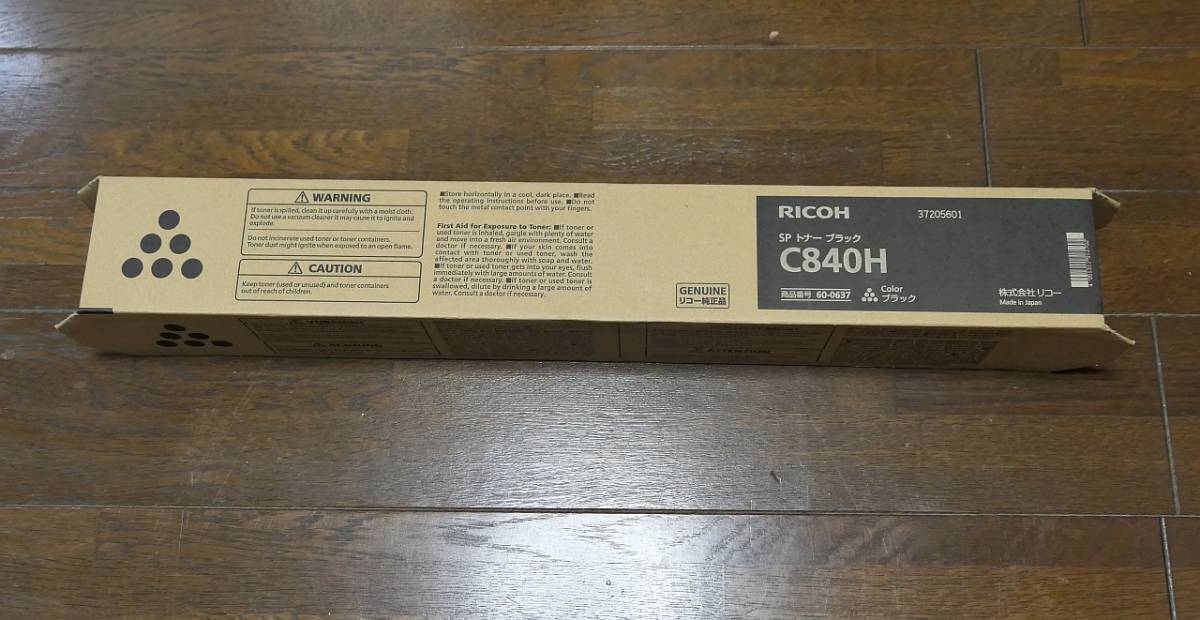 WARNING
If toner is spilled, clean it up carefully with a moist cloth.
Do not use a vacuum cleaner it may cause it to ignite and
explode.
Do not incinerate used toner or toner containers.
Toner dust might ignite when exposed to an open flame.
CAUTION
Keep toner (used or unused) and toner containers
out of reach of children.
■Store horizontally in a cool, dark place. ■Read
the operating instructions before use. ■Do not
touch the metal contact point with your fingers.
First Aid for Exposure to Toner: ■If toner or
used toner is inhaled, gargle with plenty of water
and move into a fresh air environment. Consult a
doctor if necessary. ■If your skin comes into
contact with toner or used toner, wash the
affected area thoroughly with soap and water.
■If toner or used toner gets into your eyes, flush
immediately with large amounts of water. Consult
a doctor if necessary. ■If toner or used toner is
swallowed, dilute by drinking a large amount of
water. Consult a doctor if necessary.
GENUINE
リコー純正品
RICOH
37205601
SP トナー ブラック
C840H
商品番号 60-0637
Color
ブラック
株式会社リコー
Made in Japan
VORSICHT
ACHTUNG
ATTENTION